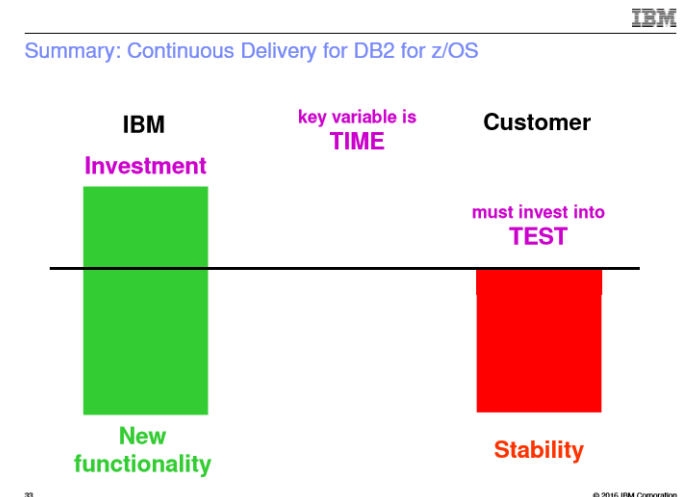 IBM
Summary: Continuous Delivery for DB2 for z/OS
IBM
key variable is
TIME
Customer
Investment
must invest into
TEST
New
functionality
Stability
33
© 2016 IBM Corporation